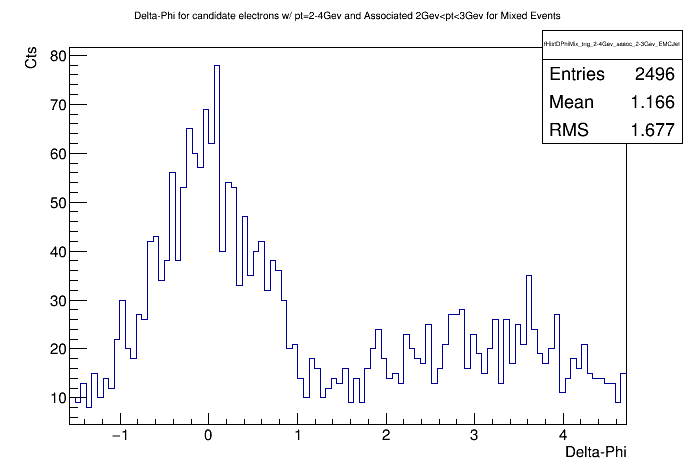 Delta-Phi for candidate electrons w/ pt=2-4Gev and Associated 2Gev<pt<3Gev for Mixed Events
Cts
fHistDPhiMix_trig_2-4Gev_assoc_2-3Gev_EMCJet
Entries 2496
Mean 1.166
RMS 1.677
80
70
60
50
40
30
20
10
−1 0 1 2 3 4
Delta-Phi